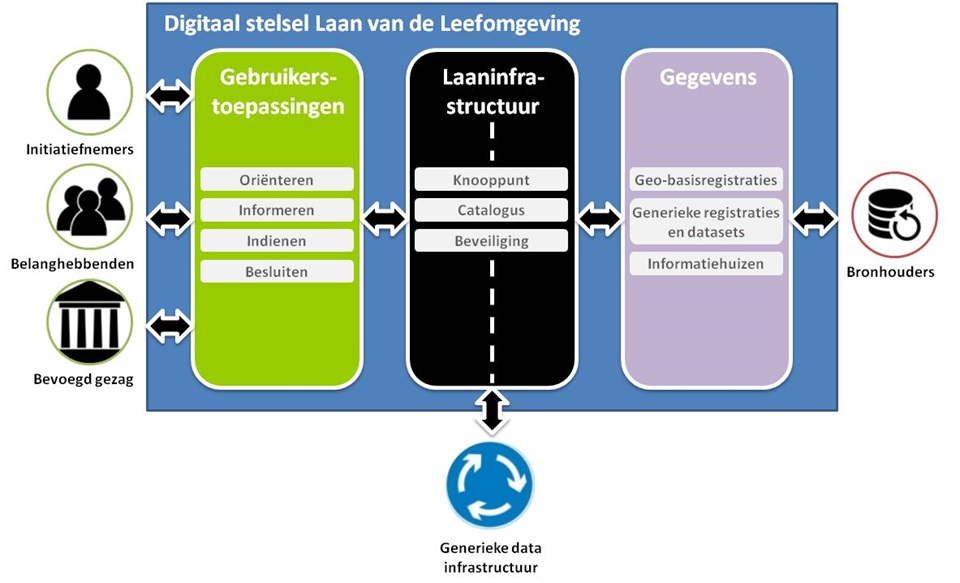 Digitaal stelsel Laan van de Leefomgeving
Gebruikers-
toepassingen
Oriënteren
Informeren
Indienen
Besluiten
Laaninfra-
structuur
Knooppunt
Catalogus
Beveiliging
Gegevens
Geo-basisregistraties
Generieke registraties
en datasets
Informatiehuizen
Initiatiefnemers
Belanghebbenden
Bevoegd gezag
Bronhouders
Generieke data
infrastructuur